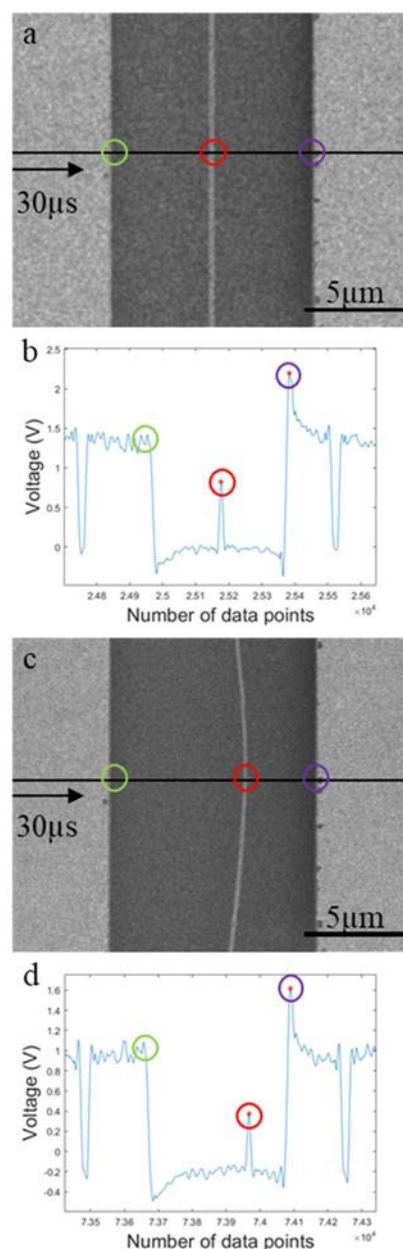 a
30μs
5μm
b
2.5
2
1.5
1
0.5
0
Voltage (V)
2.48 2.49 2.5 2.51 2.52 2.53 2.54 2.55 2.56
Number of data points
×10⁴
c
30μs
5μm
d
1.6
1.4
1.2
1
0.8
0.6
0.4
0.2
0
-0.2
-0.4
Voltage (V)
7.35 7.36 7.37 7.38 7.39 7.4 7.41 7.42 7.43
Number of data points
×10⁴